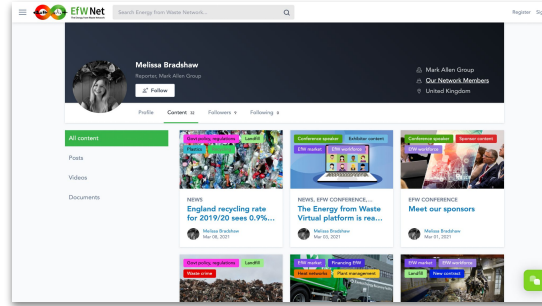 EfW Net
Search Energy from Waste Network...
Register
Melissa Bradshaw
Reporter, Mark Allen Group
Follow
Mark Allen Group
Our Network Members
United Kingdom
Profile
Content 32
Followers 9
Following
All content
Posts
Videos
Documents
Govt policy, regulations
Landfill
Plastics
NEWS
England recycling rate
for 2019/20 sees 0.9%...
Melissa Bradshaw
Mar 08, 2021
Conference speaker
Exhibitor content
EfW market
EfW workforce
NEWS, EFW CONFERENCE,...
The Energy from Waste
Virtual platform is rea...
Melissa Bradshaw
Mar 03, 2021
Conference speaker
Sponsor content
EfW workforce
EFW CONFERENCE
Meet our sponsors
Melissa Bradshaw
Mar 01, 2021
Govt policy, regulations
Landfill
Waste crime
EfW market
Financing EfW
Heat networks
Plant management
EfW market
EfW workforce
Landfill
New contract